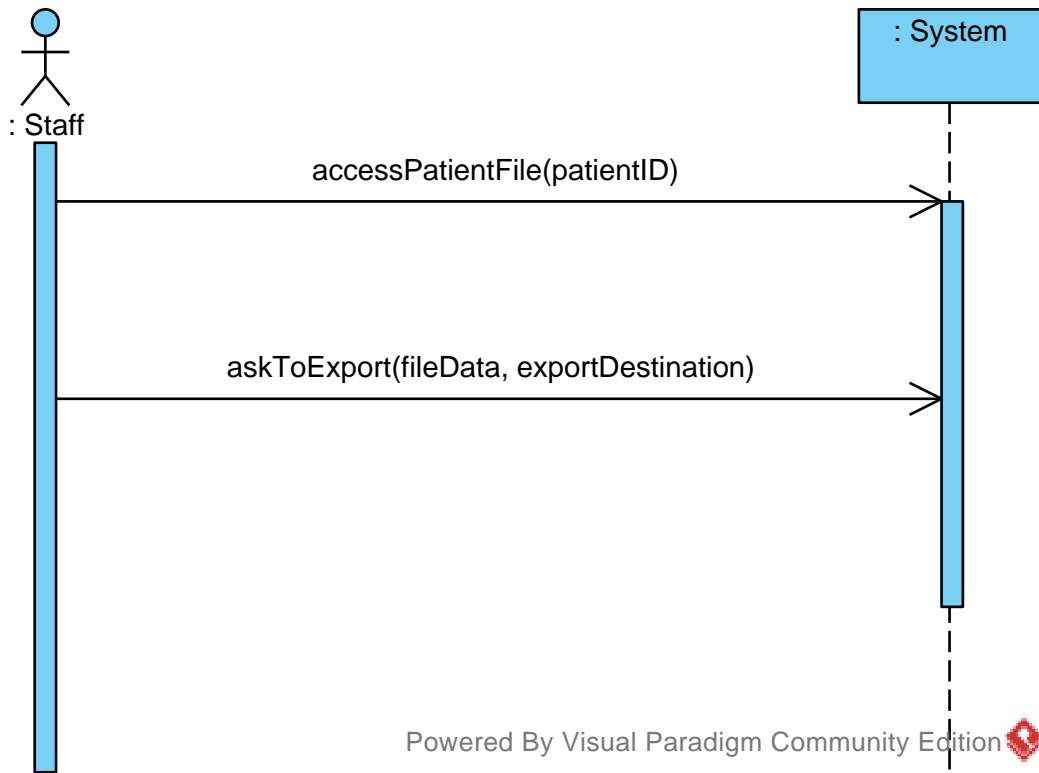 : System
: Staff
accessPatientFile(patientID)
askToExport(fileData, exportDestination)
Powered By Visual Paradigm Community Edition